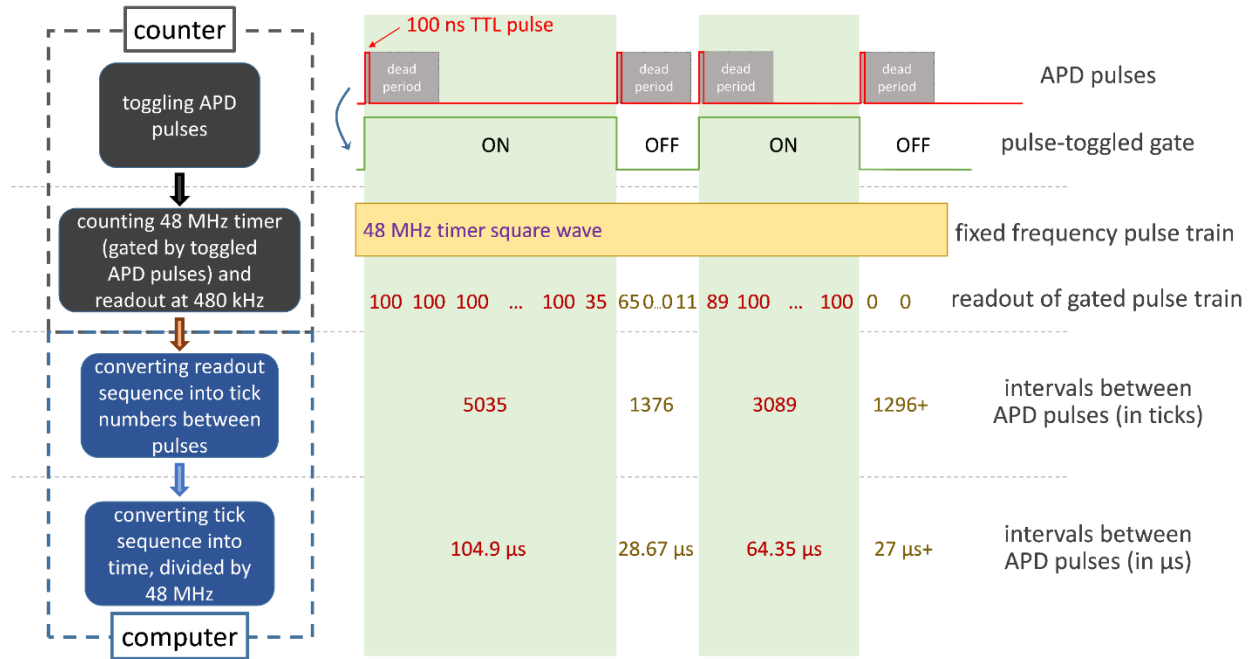 counter
toggling APD
pulses
counting 48 MHz timer
(gated by toggled
APD pulses) and
readout at 480 kHz
converting readout
sequence into tick
numbers between
pulses
converting tick
sequence into
time, divided by
48 MHz
computer
100 ns TTL pulse
dead
period
dead
period
dead
period
dead
period
APD pulses
ON
OFF
ON
OFF
pulse-toggled gate
48 MHz timer square wave
fixed frequency pulse train
100 100 100 ... 100 35 65 0...0 11 89 100 ... 100 0 0
readout of gated pulse train
5035 1376 3089 1296+
intervals between
APD pulses (in ticks)
104.9 μs 28.67 μs 64.35 μs 27 μs+
intervals between
APD pulses (in μs)